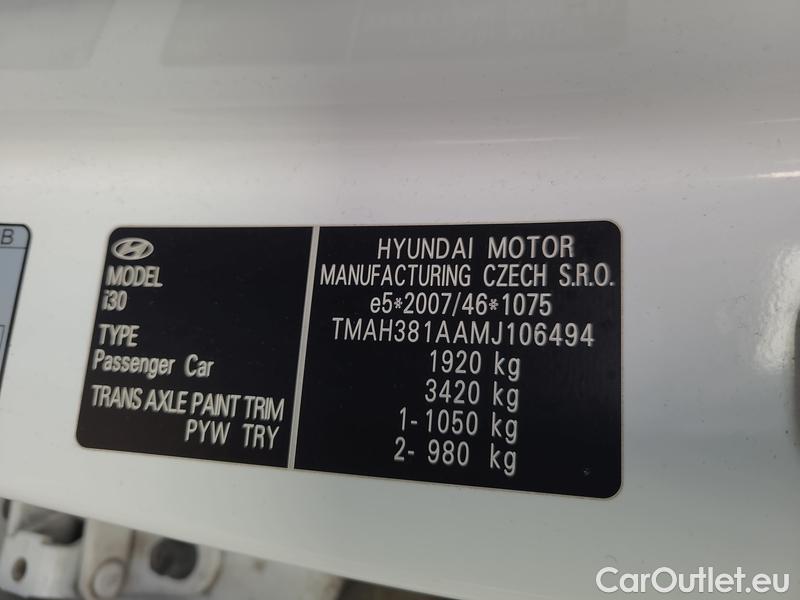 B
MODEL
i30
TYPE
Passenger Car
TRANS AXLE PAINT TRIM
PYW TRY
HYUNDAI MOTOR
MANUFACTURING CZECH S.R.O.
e5*2007/46*1075
TMAH381AAMJ106494
1920 kg
3420 kg
1- 1050 kg
2- 980 kg
CarOutlet.eu